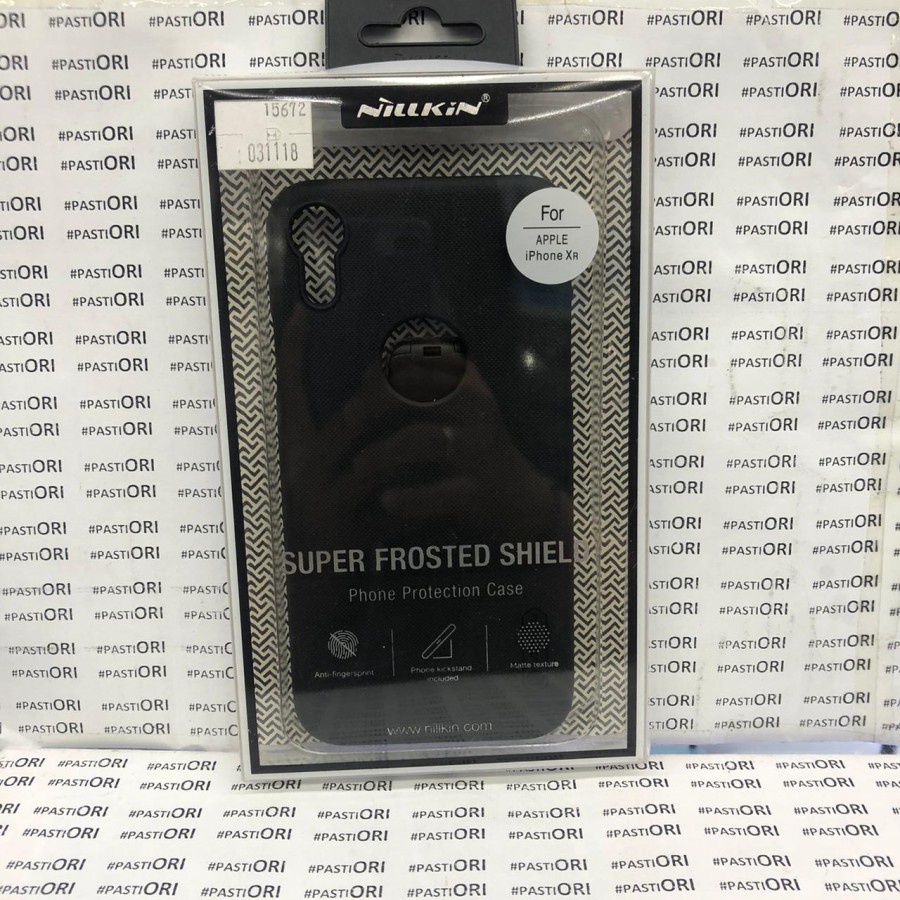 #PASTIORI
NiLLKiN®
15672
031118
For
APPLE
iPhone XR
SUPER FROSTED SHIEL
Phone Protection Case
Anti-fingerprint
Phone kickstand
included
Matte texture
www.nillkin.com